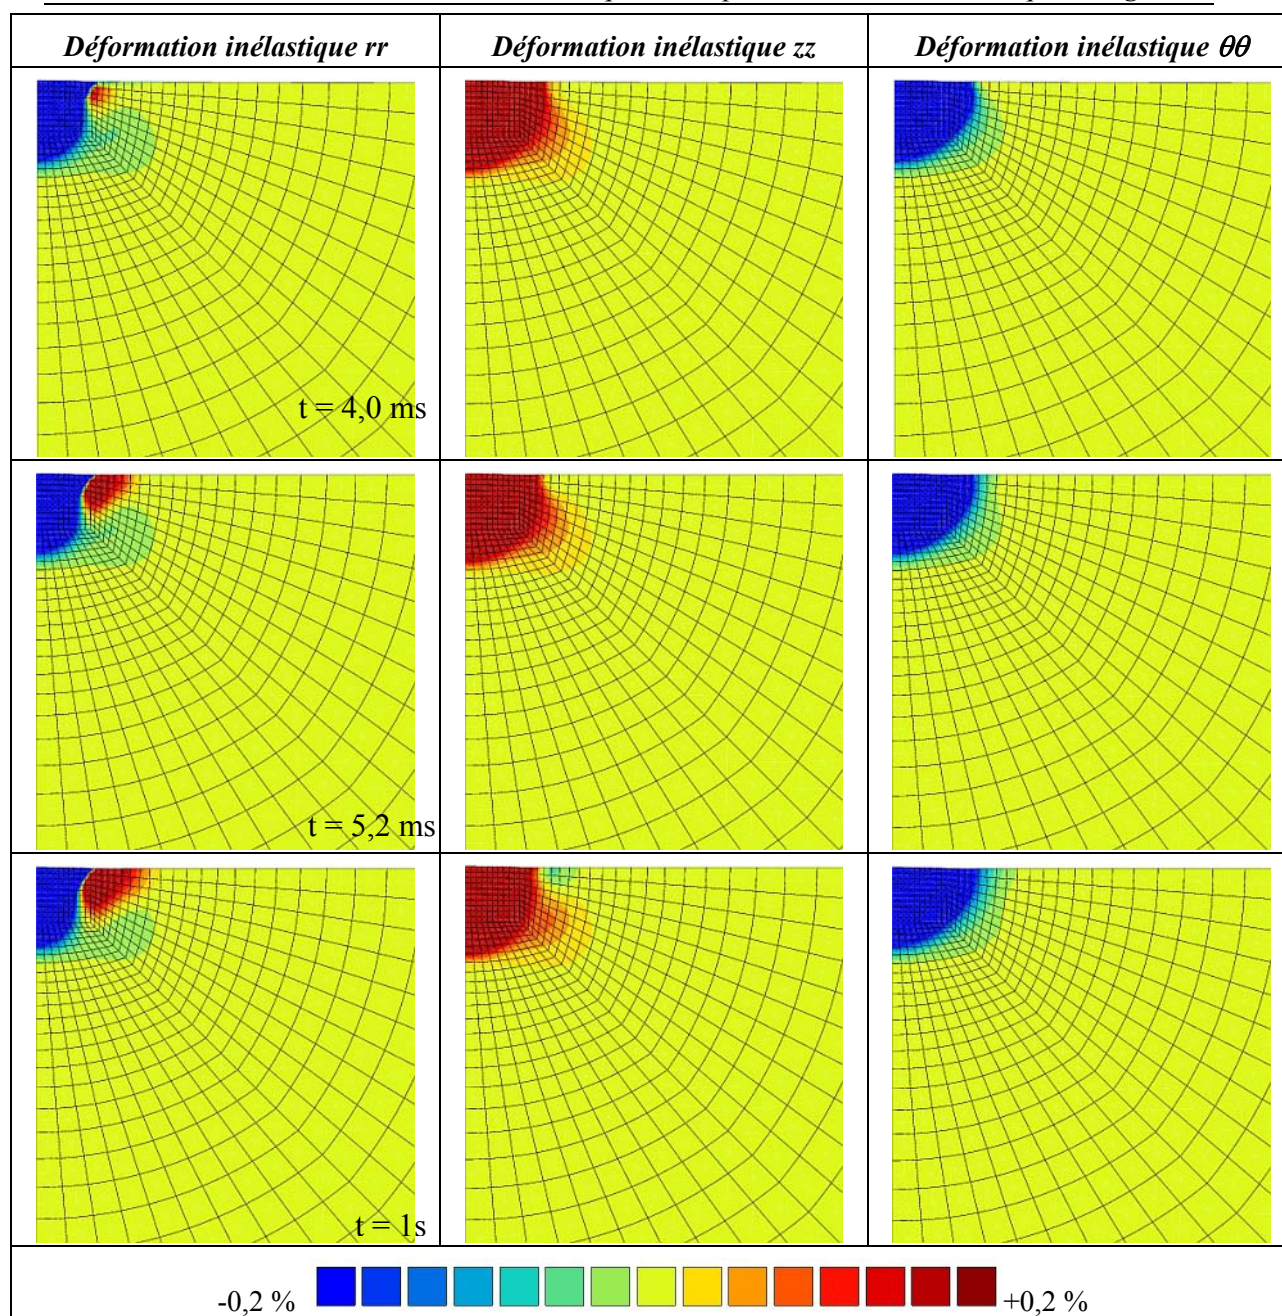 Déformation inélastique rr
Déformation inélastique zz
Déformation inélastique θθ
t = 4,0 ms
t = 5,2 ms
t = 1s
-0,2 %
+0,2 %